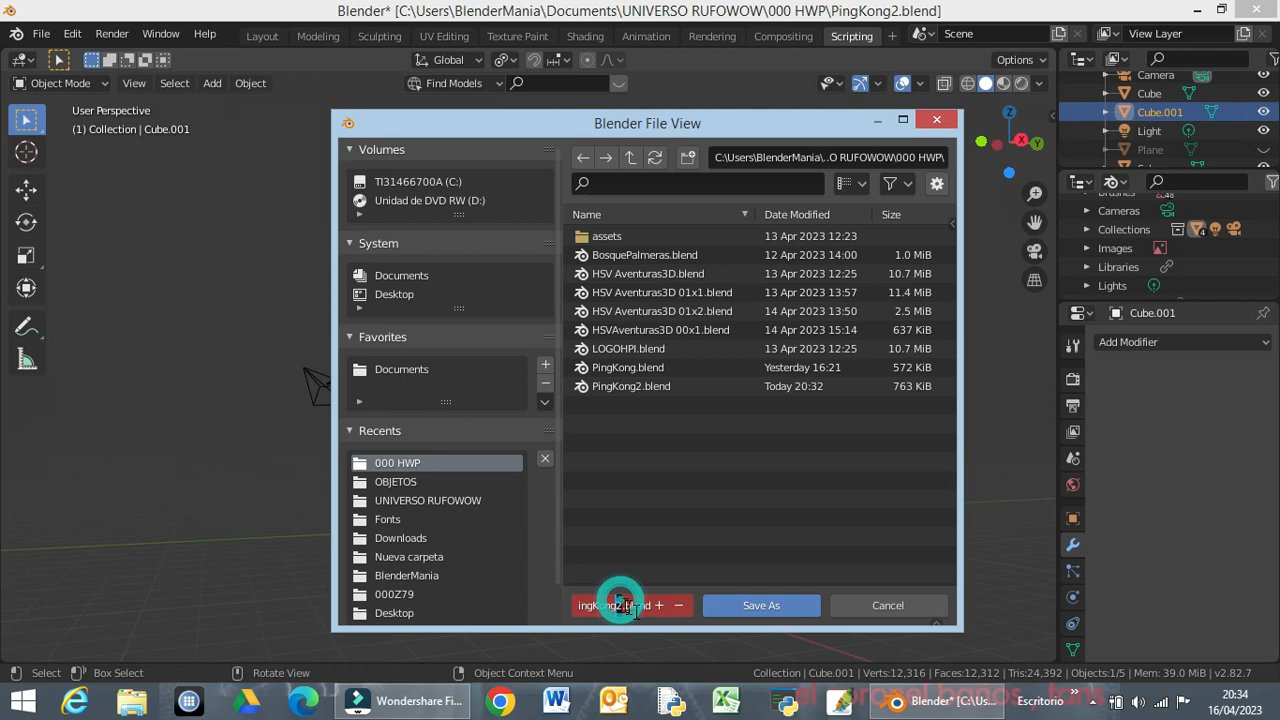 Blender* [C:\Users\BlenderMania\Documents\UNIVERSO RUFOWOW\000 HWP\PingKong2.blend]
File Edit Render Window Help Layout Modeling Sculpting UV Editing Texture Paint Shading Animation Rendering Compositing Scripting + Scene View Layer
Global Options
Object Mode View Select Add Object Find Models
User Perspective
(1) Collection | Cube.001
Z
X
Y
Camera
Cube
Cube.001
Light
Plane
Cameras
Collections
4
Images
Libraries
Lights
Cube.001
Add Modifier
Blender File View
Volumes
TI31466700A (C:)
Unidad de DVD RW (D:)
System
Documents
Desktop
Favorites
Documents
Recents
000 HWP
OBJETOS
UNIVERSO RUFOWOW
Fonts
Downloads
Nueva carpeta
BlenderMania
000Z79
Desktop
C:\Users\BlenderMania\..O RUFOWOW\000 HWP\
Name Date Modified Size
assets 13 Apr 2023 12:23
BosquePalmeras.blend 12 Apr 2023 14:00 1.0 MiB
HSV Aventuras3D.blend 13 Apr 2023 12:25 10.7 MiB
HSV Aventuras3D 01x1.blend 13 Apr 2023 13:57 11.4 MiB
HSV Aventuras3D 01x2.blend 14 Apr 2023 13:50 2.5 MiB
HSVAventuras3D 00x1.blend 14 Apr 2023 15:14 637 KiB
LOGOHPI.blend 13 Apr 2023 12:25 10.7 MiB
PingKong.blend Yesterday 16:21 572 KiB
PingKong2.blend Today 20:32 763 KiB
ingKong2.blend + − Save As Cancel
Select Box Select Rotate View Object Context Menu Collection | Cube.001 | Verts:12,316 | Faces:12,312 | Tris:24,392 | Objects:1/5 | Mem: 39.0 MiB | v2.82.7
Wondershare Fi... Blender* [C:\Us... Escritorio 20:34
16/04/2023